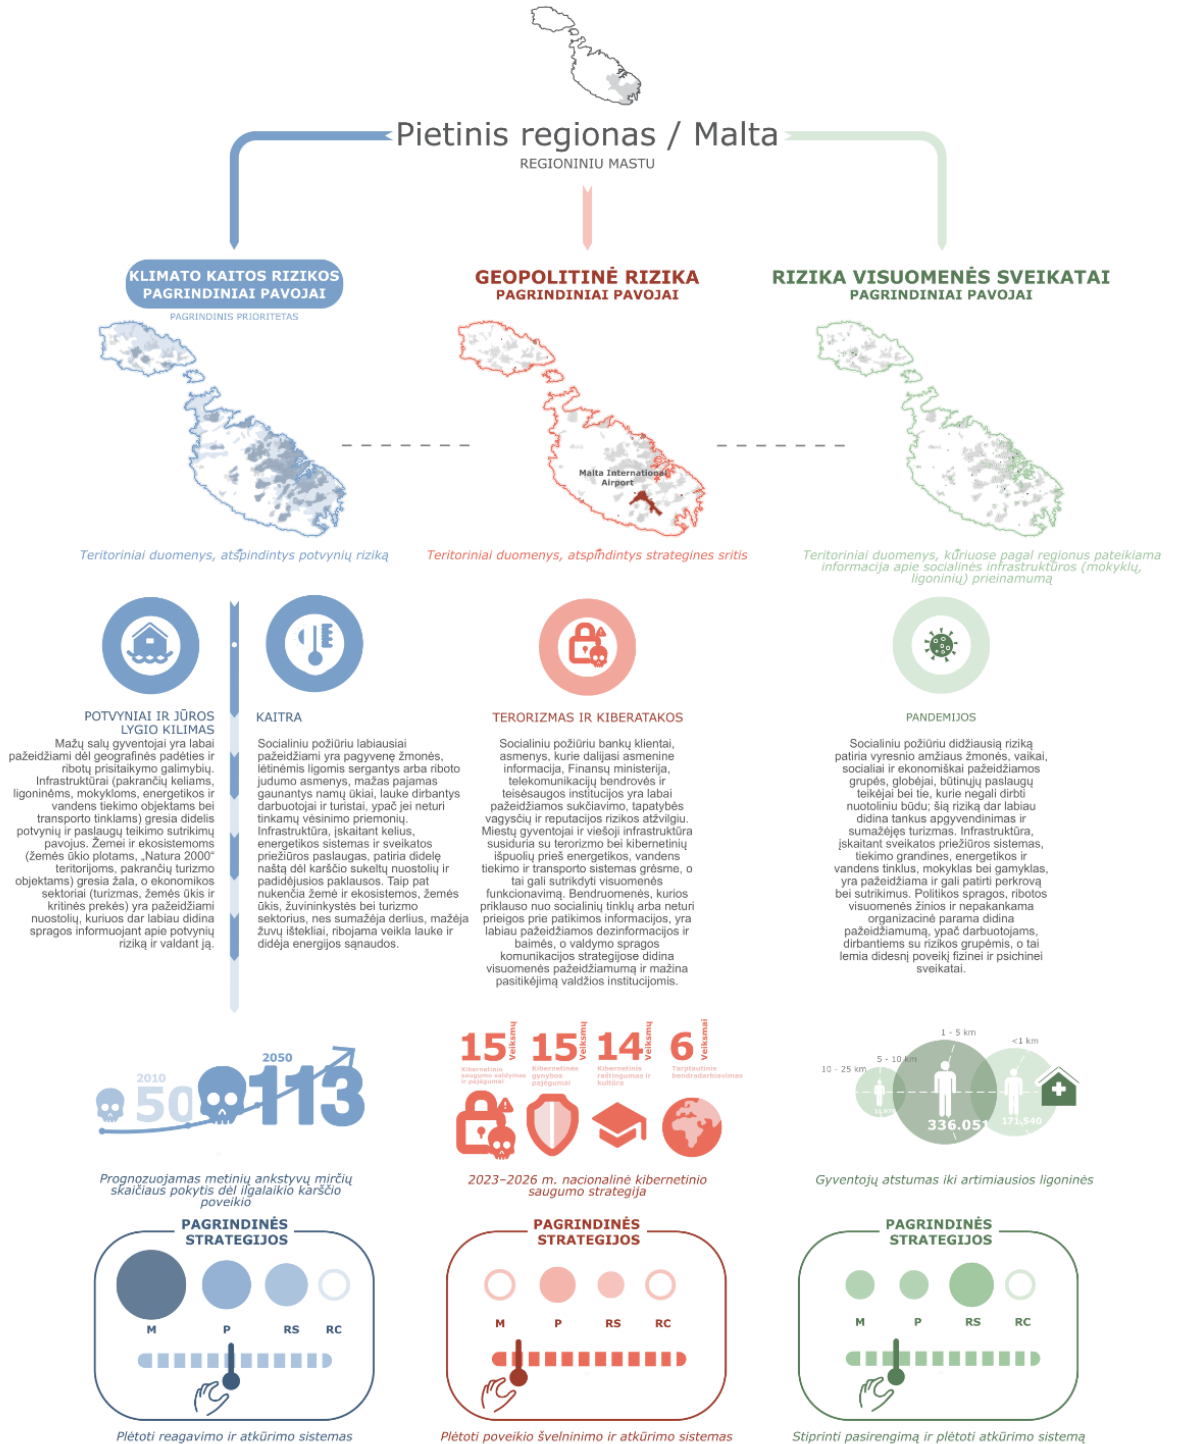 Pietinis regionas / Malta
REGIONINIU MASTU
KLIMATO KAITOS RIZIKOS
PAGRINDINIAI PAVOJAI
PAGRINDINIS PRIORITETAS
GEOPOLITINĖ RIZIKA
PAGRINDINIAI PAVOJAI
RIZIKA VISUOMENĖS SVEIKATAI
PAGRINDINIAI PAVOJAI
Malta International
Airport
Teritoriniai duomenys, atspindintys potvynių riziką
Teritoriniai duomenys, atspindintys strategines sritis
Teritoriniai duomenys, kuriuose pagal regionus pateikiama
informacija apie socialinės infrastruktūros (mokyklų,
ligoninių) prieinamumą
POTVYNIAI IR JŪROS
LYGIO KILIMAS
Mažų salų gyventojai yra labai
pažeidžiami dėl geografinės padėties ir
ribotų prisitaikymo galimybių.
Infrastruktūrai (pakrančių keliams,
ligoninėms, mokykloms, energetikos ir
vandens tiekimo objektams bei
transporto tinklams) gresia didelis
potvynių ir paslaugų teikimo sutrikimų
pavojus. Žemei ir ekosistemoms
(žemės ūkio plotams, „Natura 2000“
teritorijoms, pakrančių turizmo
objektams) gresia žala, o ekonomikos
sektoriai (turizmas, žemės ūkis ir
kritinės prekės) yra pažeidžiami
nuostolių, kuriuos dar labiau didina
spragos informuojant apie potvynių
riziką ir valdant ją.
KAITRA
Socialiniu požiūriu labiausiai
pažeidžiami yra pagyvenę žmonės,
lėtinėmis ligomis sergantys arba riboto
judumo asmenys, mažas pajamas
gaunantys namų ūkiai, lauke dirbantys
darbuotojai ir turistai, ypač jei neturi
tinkamų vėsinimo priemonių.
Infrastruktūra, įskaitant kelius,
energetikos sistemas ir sveikatos
priežiūros paslaugas, patiria didelę
naštą dėl karščio sukeltų nuostolių ir
padidėjusios paklausos. Taip pat
nukenčia žemė ir ekosistemos, žemės
ūkis, žuvininkystės bei turizmo
sektorius, nes sumažėja derlius, mažėja
žuvų ištekliai, ribojama veikla lauke ir
didėja energijos sąnaudos.
TERORIZMAS IR KIBERATAKOS
Socialiniu požiūriu bankų klientai,
asmenys, kurie dalijasi asmenine
informacija, Finansų ministerija,
telekomunikacijų bendrovės ir
teisėsaugos institucijos yra labai
pažeidžiamos sukčiavimo, tapatybės
vagysčių ir reputacijos rizikos atžvilgiu.
Miestų gyventojai ir viešoji infrastruktūra
susiduria su terorizmo bei kibernetinių
išpuolių prieš energetikos, vandens
tiekimo ir transporto sistemas grėsme, o
tai gali sutrikdyti visuomenės
funkcionavimą. Bendruomenės, kurios
priklauso nuo socialinių tinklų arba neturi
prieigos prie patikimos informacijos, yra
labiau pažeidžiamos dezinformacijos ir
baimės, o valdymo spragos
komunikacijos strategijose didina
visuomenės pažeidžiamumą ir mažina
pasitikėjimą valdžios institucijomis.
PANDEMIJOS
Socialiniu požiūriu didžiausią riziką
patiria vyresnio amžiaus žmonės, vaikai,
socialiai ir ekonomiškai pažeidžiamos
grupės, globėjai, būtinųjų paslaugų
teikėjai bei tie, kurie negali dirbti
nuotoliniu būdu; šią riziką dar labiau
didina tankus apgyvendinimas ir
sumažėjęs turizmas. Infrastruktūra,
įskaitant sveikatos priežiūros sistemas,
tiekimo grandines, energetikos ir
vandens tinklus, mokyklas bei gamyklas,
yra pažeidžiama ir gali patirti perkrovą
bei sutrikimus. Politikos spragos, ribotos
visuomenės žinios ir nepakankama
organizacinė parama didina
pažeidžiamumą, ypač darbuotojams,
dirbantiems su rizikos grupėmis, o tai
lemia didesnį poveikį fizinei ir psichinei
sveikatai.
2010
50
2050
113
Prognozuojamas metinių ankstyvų mirčių
skaičiaus pokytis dėl ilgalaikio karščio
poveikio
15 Veiksmų
Kibernetinio
saugumo valdymas
ir pajėgumai
15 Veiksmų
Kibernetinės
gynybos
pajėgumai
14 Veiksmų
Kibernetinis
raštingumas ir
kultūra
6 Veiksmai
Tarptautinis
bendradarbiavimas
2023–2026 m. nacionalinė kibernetinio
saugumo strategija
10 - 25 km
5 - 10 km
1 - 5 km
<1 km
336.051
171,540
Gyventojų atstumas iki artimiausios ligoninės
PAGRINDINĖS
STRATEGIJOS
M P RS RC
Plėtoti reagavimo ir atkūrimo sistemas
PAGRINDINĖS
STRATEGIJOS
M P RS RC
Plėtoti poveikio švelninimo ir atkūrimo sistemas
PAGRINDINĖS
STRATEGIJOS
M P RS RC
Stiprinti pasirengimą ir plėtoti atkūrimo sistemą